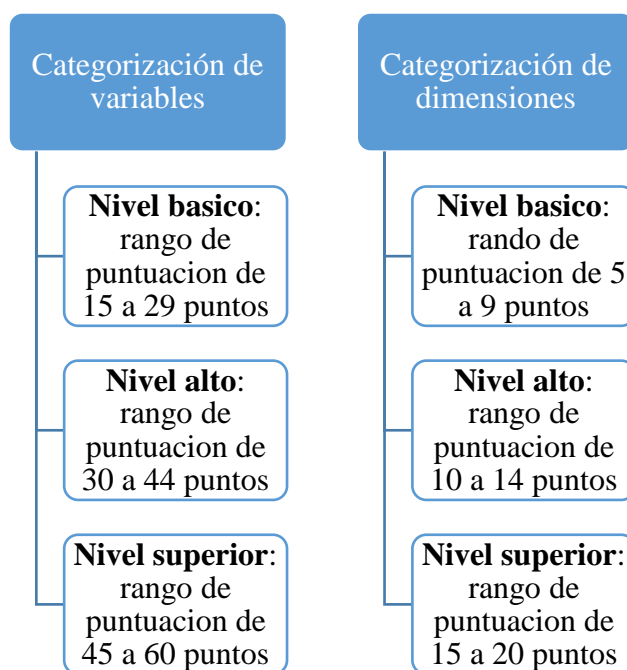 Categorización de
variables
Nivel basico:
rango de
puntuacion de
15 a 29 puntos
Nivel alto:
rango de
puntuacion de
30 a 44 puntos
Nivel superior:
rango de
puntuacion de
45 a 60 puntos
Categorización de
dimensiones
Nivel basico:
rando de
puntuacion de 5
a 9 puntos
Nivel alto:
rango de
puntuacion de
10 a 14 puntos
Nivel superior:
rango de
puntuacion de
15 a 20 puntos